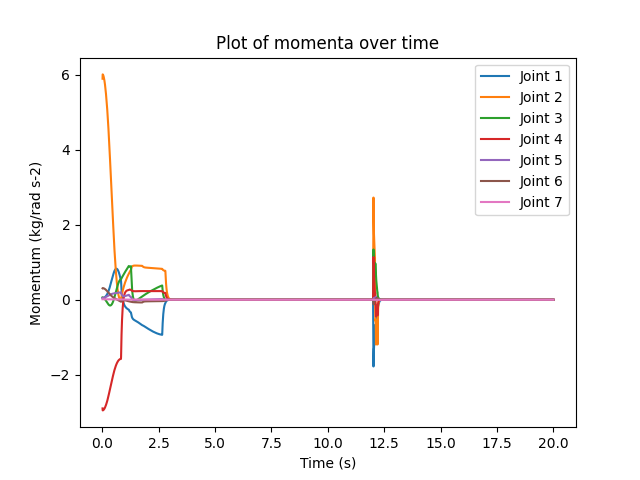 Plot of momenta over time
Momentum (kg/rad s-2)
6
4
2
0
−2
Joint 1
Joint 2
Joint 3
Joint 4
Joint 5
Joint 6
Joint 7
0.0 2.5 5.0 7.5 10.0 12.5 15.0 17.5 20.0
Time (s)